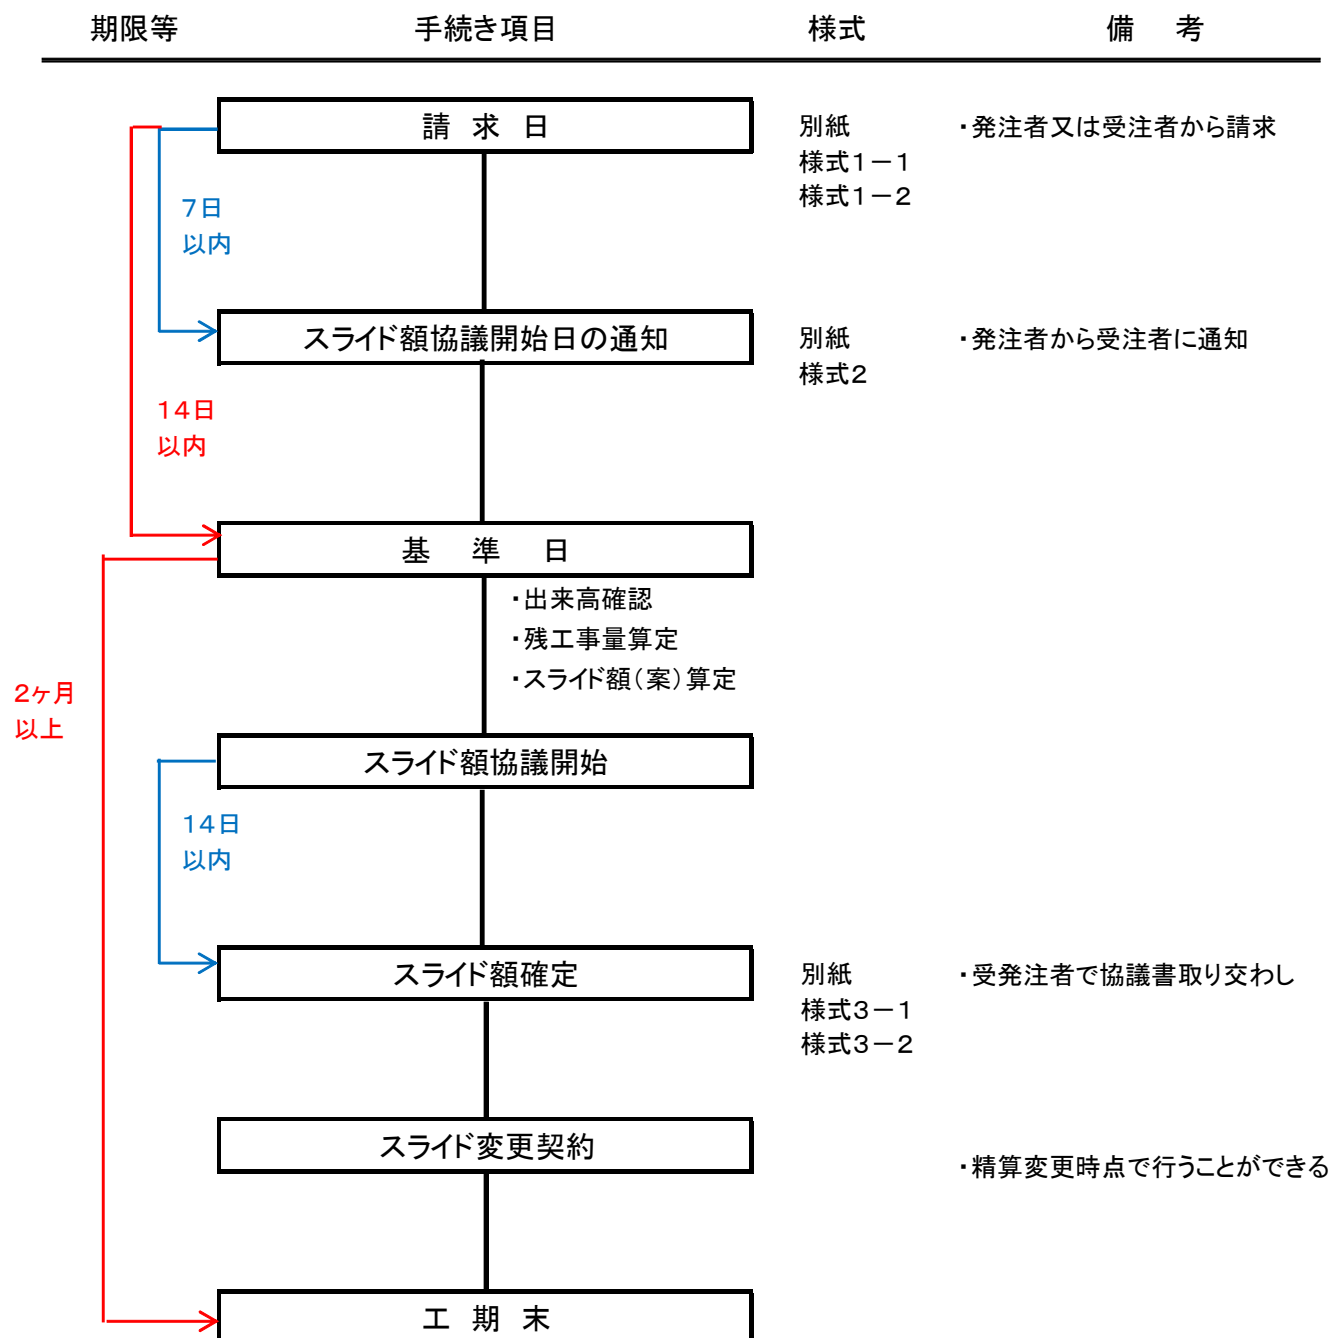 期限等　手続き項目　様式　備　考
請　求　日　別紙　・発注者又は受注者から請求
様式１－１
様式１－２
７日
以内
スライド額協議開始日の通知　別紙　・発注者から受注者に通知
様式２
１４日
以内
基　準　日
・出来高確認
・残工事量算定
・スライド額（案）算定
２ヶ月
以上
スライド額協議開始
１４日
以内
スライド額確定　別紙　・受発注者で協議書取り交わし
様式３－１
様式３－２
スライド変更契約
・精算変更時点で行うことができる
工　期　末